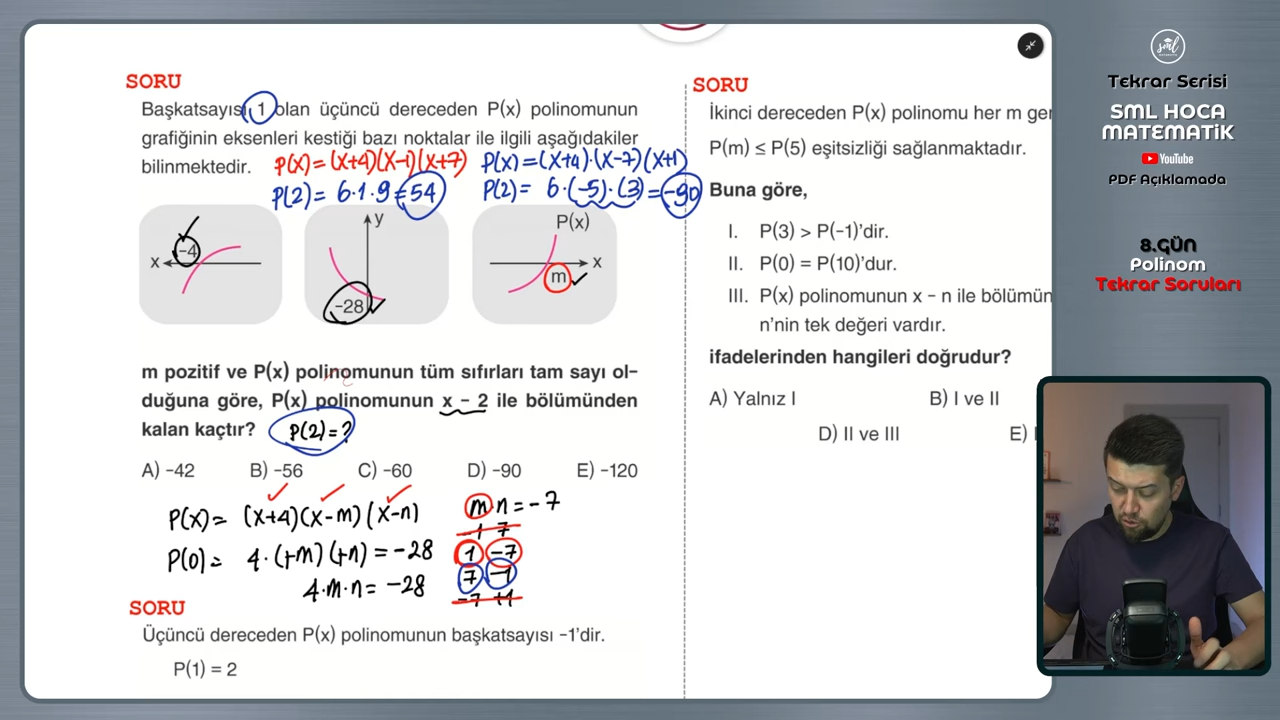 SORU
Başkatsayısı 1 olan üçüncü dereceden P(x) polinomunun
grafiğinin eksenleri kestiği bazı noktalar ile ilgili aşağıdakiler
bilinmektedir.
P(x)=(x+4)(x-1)(x+7)
P(2)= 6·1·9=54
P(x)=(x+4)·(x-7)(x+1)
P(2)= 6·(-5)·(3)=-90
x
-4
y
-28
P(x)
x
m
m pozitif ve P(x) polinomunun tüm sıfırları tam sayı ol-
duğuna göre, P(x) polinomunun x - 2 ile bölümünden
kalan kaçtır?
P(2)=?
A) -42 B) -56 C) -60 D) -90 E) -120
P(x)= (x+4)(x-m)(x-n)
P(0)= 4·(+m)(+n)=-28
4·m·n=-28
m n=-7
-1 7
1 -7
7 -1
-7 +1
SORU
Üçüncü dereceden P(x) polinomunun başkatsayısı -1'dir.
P(1) = 2
SORU
İkinci dereceden P(x) polinomu her m ger
P(m) ≤ P(5) eşitsizliği sağlanmaktadır.
Buna göre,
I. P(3) > P(-1)'dir.
II. P(0) = P(10)'dur.
III. P(x) polinomunun x - n ile bölümün
n'nin tek değeri vardır.
ifadelerinden hangileri doğrudur?
A) Yalnız I B) I ve II
D) II ve III E)
sml
Tekrar Serisi
SML HOCA
MATEMATİK
YouTube
PDF Açıklamada
8.GÜN
Polinom
Tekrar Soruları